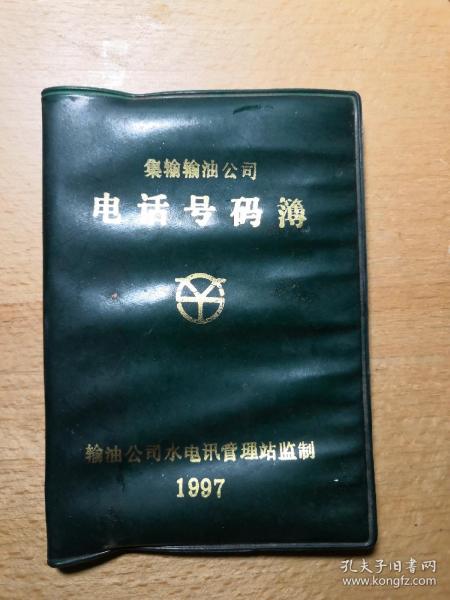 集输输油公司
电话号码簿
输油公司水电讯管理站监制
1997
孔夫子旧书网
www.kongfz.com